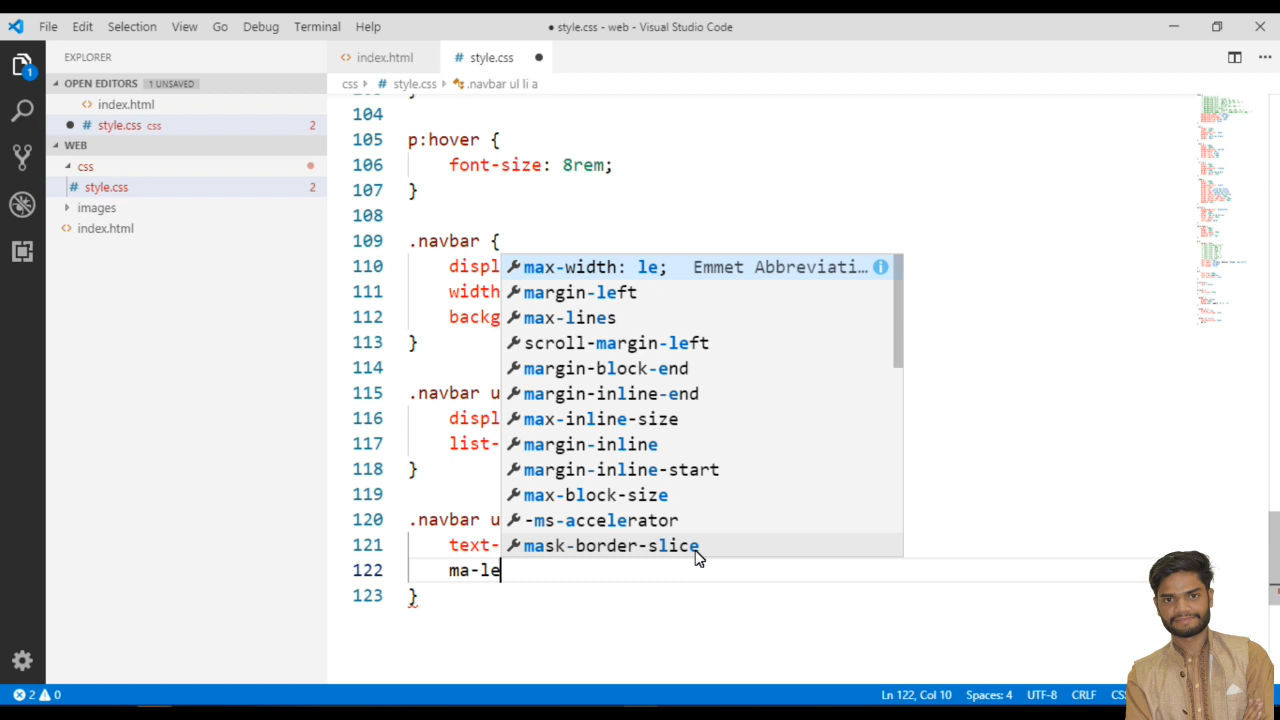 File Edit Selection View Go Debug Terminal Help
● style.css - web - Visual Studio Code
EXPLORER
<> index.html
# style.css ●
OPEN EDITORS 1 UNSAVED
css
# style.css
.navbar ul li a
<> index.html
● # style.css css 2
WEB
css
# style.css 2
images
<> index.html
1
104
105 p:hover {
106 font-size: 8rem;
107 }
108
109 .navbar {
110 displ
111 width
112 backg
113 }
114
115 .navbar u
116 displ
117 list-
118 }
119
120 .navbar u
121 text-
122 ma-le
123 }
max-width: le; Emmet Abbreviati…
margin-left
max-lines
scroll-margin-left
margin-block-end
margin-inline-end
max-inline-size
margin-inline
margin-inline-start
max-block-size
-ms-accelerator
mask-border-slice
2 0
Ln 122, Col 10 Spaces: 4 UTF-8 CRLF CSS